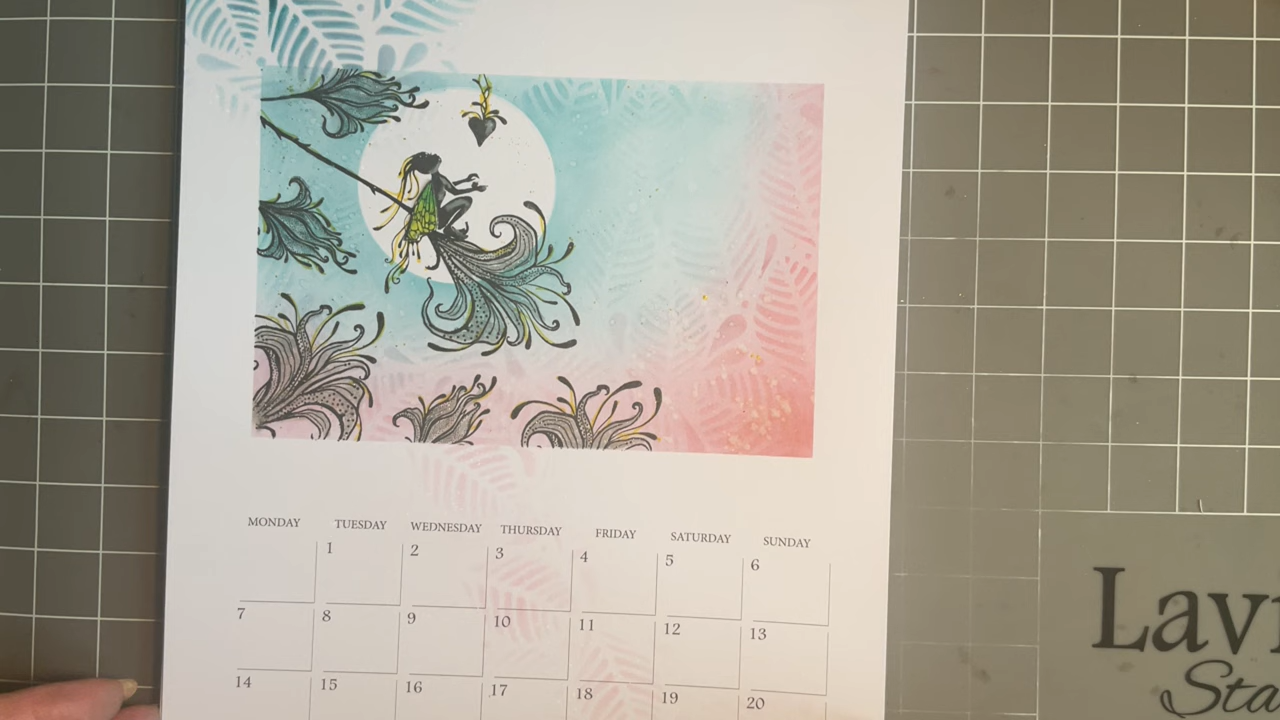 MONDAY TUESDAY WEDNESDAY THURSDAY FRIDAY SATURDAY SUNDAY
1 2 3 4 5 6
7 8 9 10 11 12 13
14 15 16 17 18 19 20
Lavi
Sta